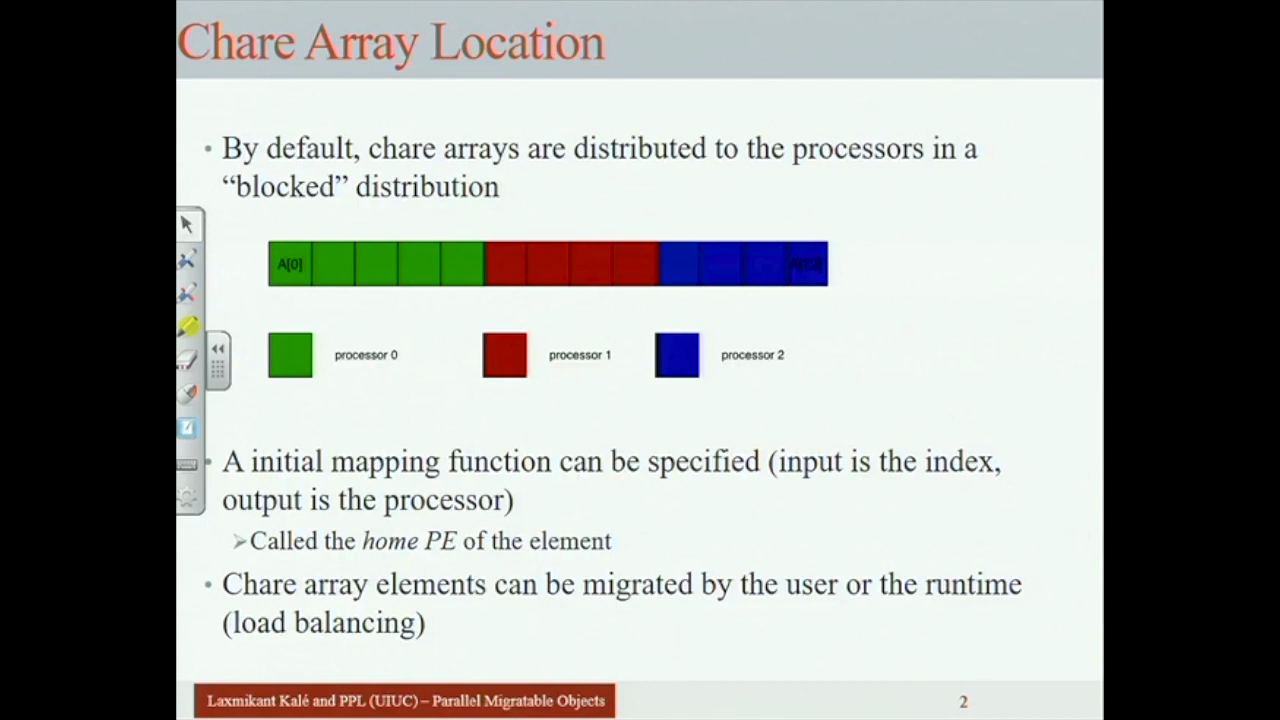 Chare Array Location
• By default, chare arrays are distributed to the processors in a
“blocked” distribution
A[0]
processor 0 processor 1 processor 2
• A initial mapping function can be specified (input is the index,
output is the processor)
➢Called the home PE of the element
• Chare array elements can be migrated by the user or the runtime
(load balancing)
Laxmikant Kalé and PPL (UIUC) – Parallel Migratable Objects 2